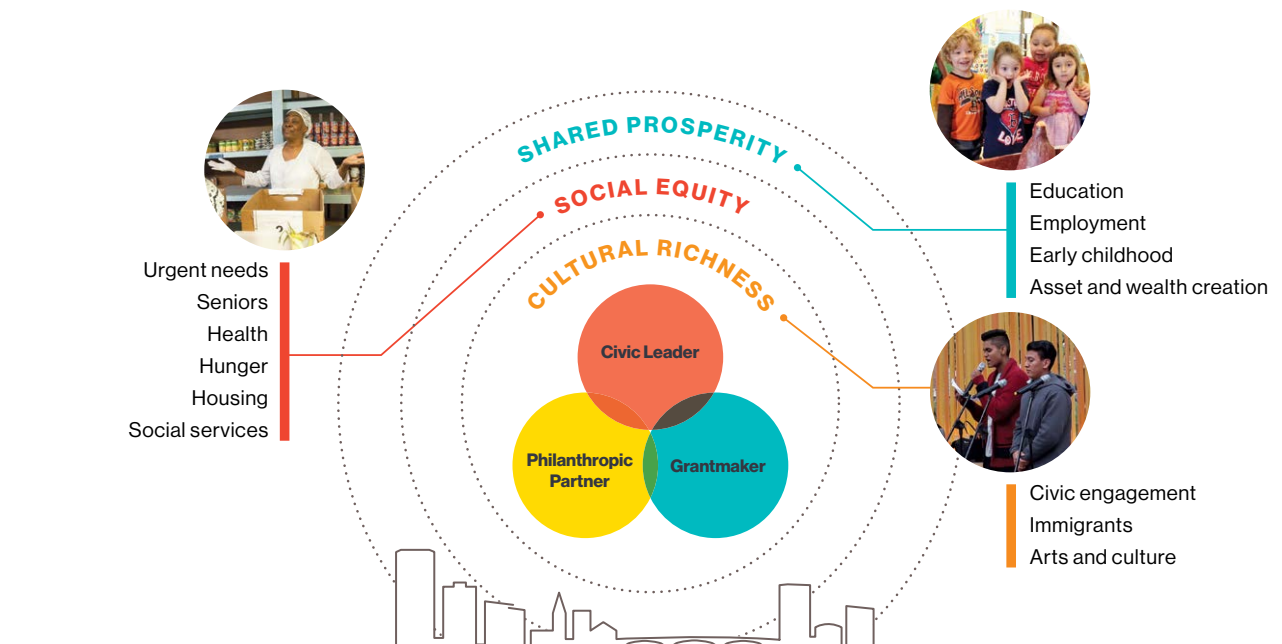 SHARED PROSPERITY
SOCIAL EQUITY
CULTURAL RICHNESS
Civic Leader
Philanthropic
Partner
Grantmaker
Urgent needs
Seniors
Health
Hunger
Housing
Social services
Education
Employment
Early childhood
Asset and wealth creation
Civic engagement
Immigrants
Arts and culture